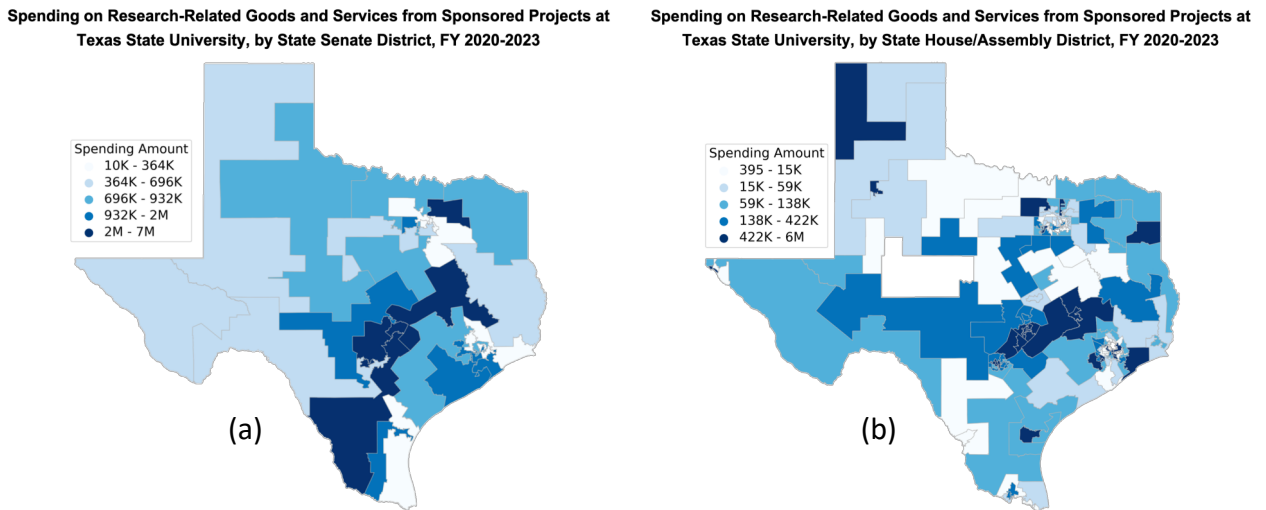 Spending on Research-Related Goods and Services from Sponsored Projects at
Texas State University, by State Senate District, FY 2020-2023
Spending Amount
10K - 364K
364K - 696K
696K - 932K
932K - 2M
2M - 7M
(a)
Spending on Research-Related Goods and Services from Sponsored Projects at
Texas State University, by State House/Assembly District, FY 2020-2023
Spending Amount
395 - 15K
15K - 59K
59K - 138K
138K - 422K
422K - 6M
(b)